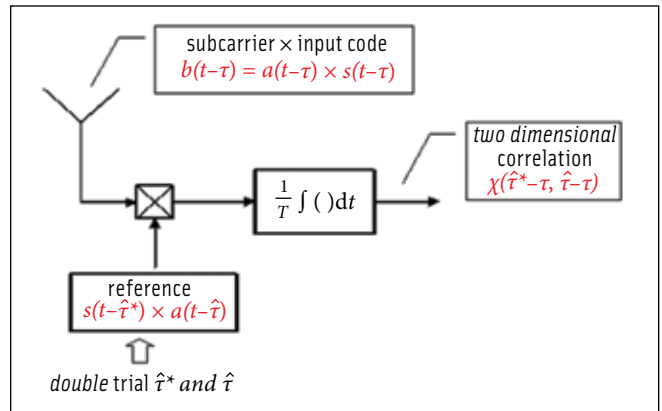 subcarrier × input code
b(t–τ) = a(t–τ) × s(t–τ)
two dimensional
correlation
χ(τ̂*–τ, τ̂–τ)
1/T ∫ ( )dt
reference
s(t–τ̂*) × a(t–τ̂)
double trial τ̂* and τ̂